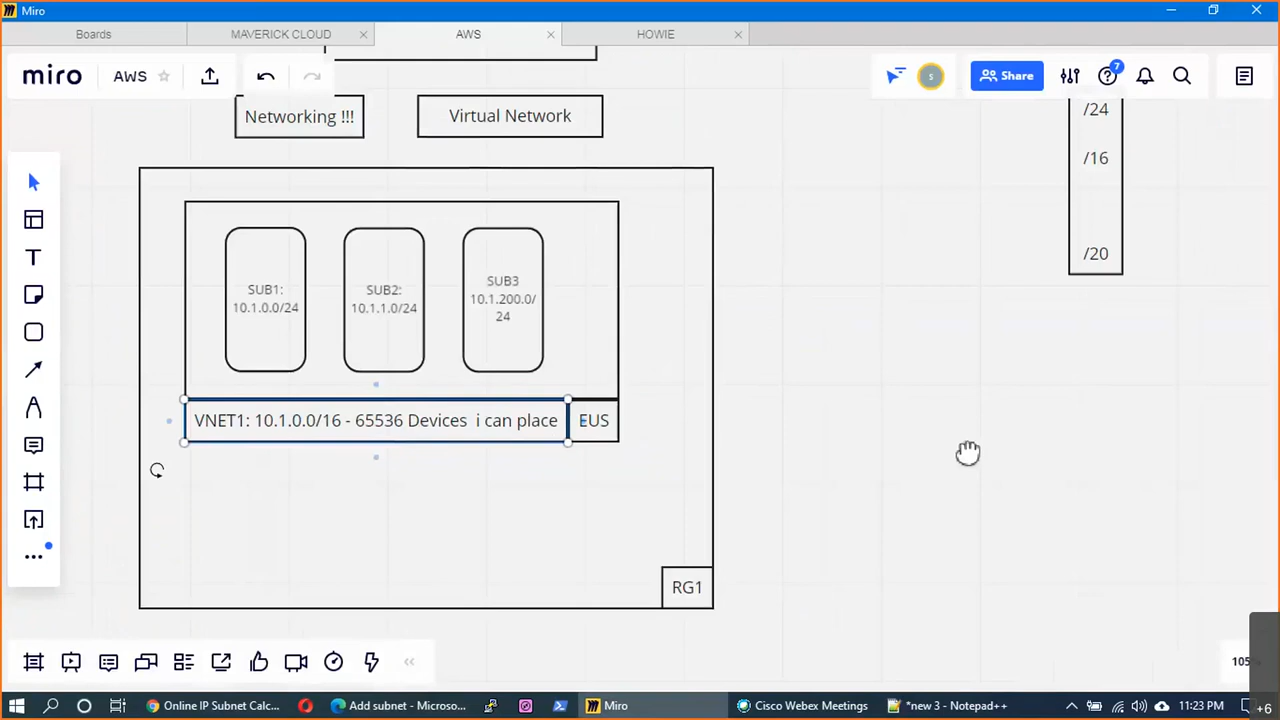 Miro
Boards
MAVERICK CLOUD
AWS
HOWIE
miro
AWS
S
Share
7
Networking !!!
Virtual Network
/24
/16
/20
SUB1:
10.1.0.0/24
SUB2:
10.1.1.0/24
SUB3
10.1.200.0/
24
VNET1: 10.1.0.0/16 - 65536 Devices i can place
EUS
RG1
105
Online IP Subnet Calc...
Add subnet - Microso...
Miro
Cisco Webex Meetings
*new 3 - Notepad++
11:23 PM
+6